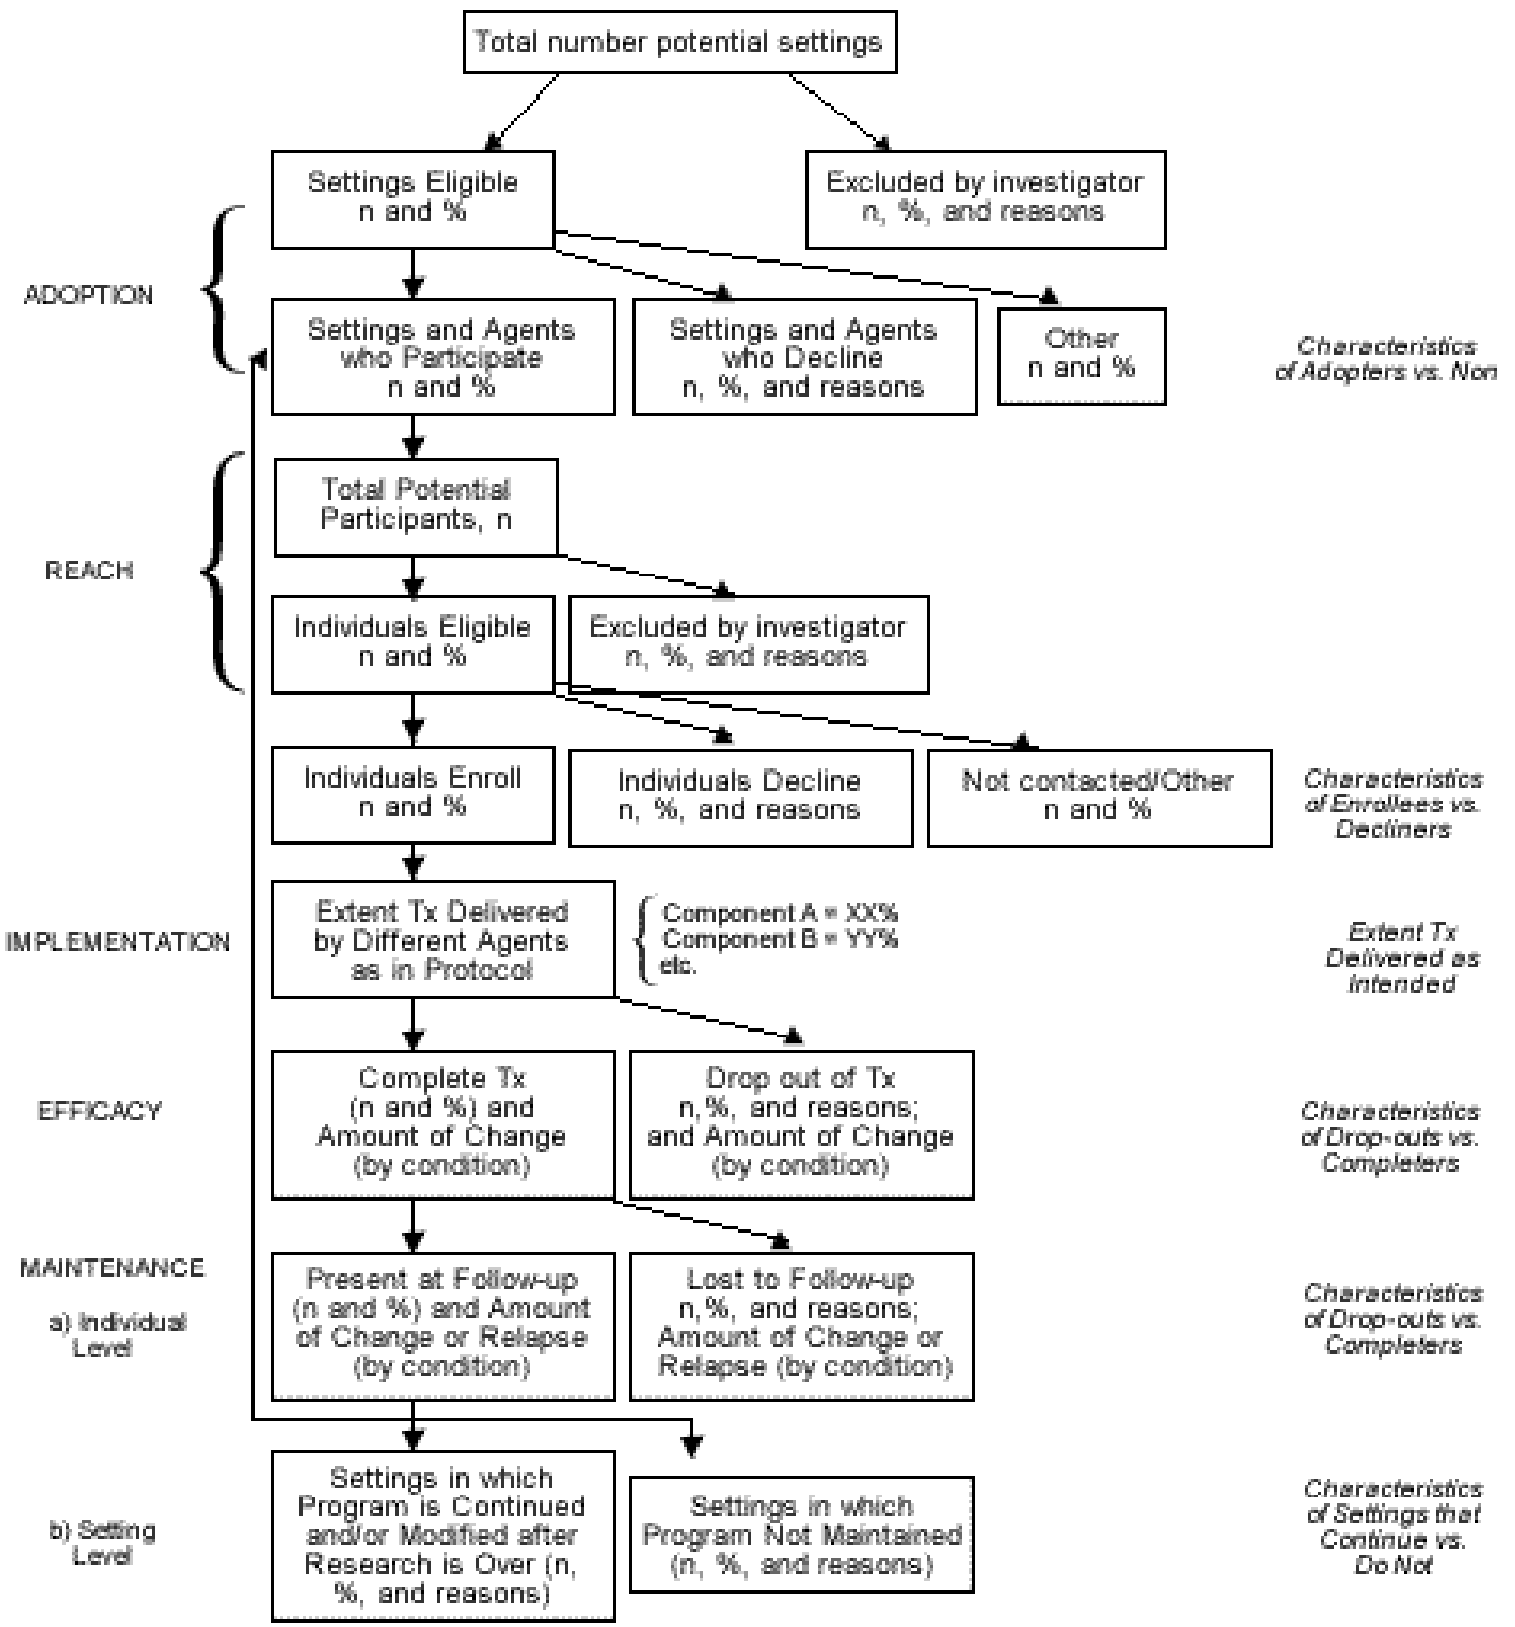 Total number potential settings
Settings Eligible
n and %
Excluded by investigator
n, %, and reasons
ADOPTION
Settings and Agents
who Participate
n and %
Settings and Agents
who Decline
n, %, and reasons
Other
n and %
Characteristics
of Adopters vs. Non
Total Potential
Participants, n
REACH
Individuals Eligible
n and %
Excluded by investigator
n, %, and reasons
Individuals Enroll
n and %
Individuals Decline
n, %, and reasons
Not contacted/Other
n and %
Characteristics
of Enrollees vs.
Decliners
IMPLEMENTATION
Extent Tx Delivered
by Different Agents
as in Protocol
Component A = XX%
Component B = YY%
etc.
Extent Tx
Delivered as
Intended
EFFICACY
Complete Tx
(n and %) and
Amount of Change
(by condition)
Drop out of Tx
n,%, and reasons;
and Amount of Change
(by condition)
Characteristics
of Drop-outs vs.
Completers
MAINTENANCE
a) Individual
Level
Present at Follow-up
(n and %) and Amount
of Change or Relapse
(by condition)
Lost to Follow-up
n,%, and reasons;
Amount of Change or
Relapse (by condition)
Characteristics
of Drop-outs vs.
Completers
b) Setting
Level
Settings in which
Program is Continued
and/or Modified after
Research is Over (n,
%, and reasons)
Settings in which
Program Not Maintained
(n, %, and reasons)
Characteristics
of Settings that
Continue vs.
Do Not